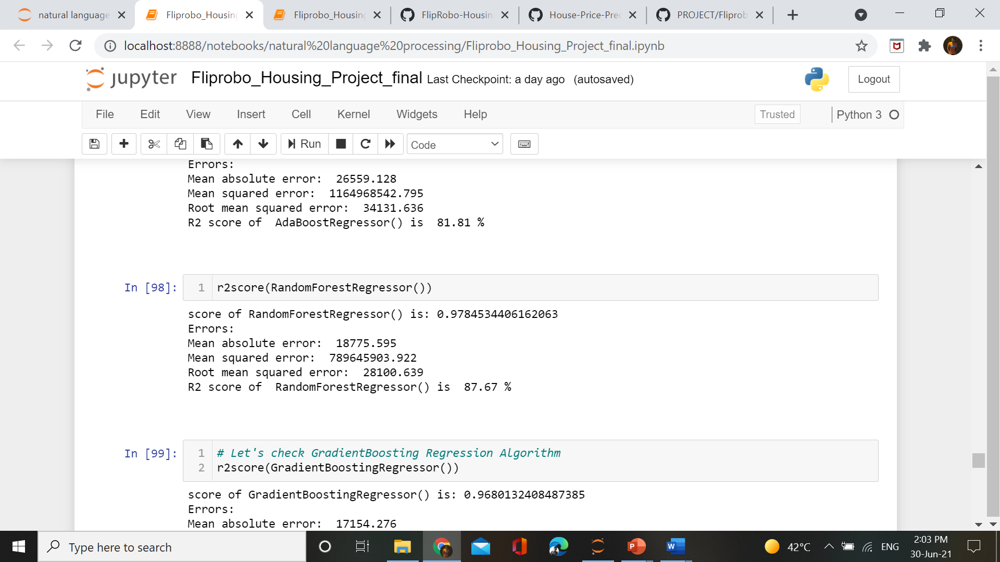 natural language
Fliprobo_Housing
Fliprobo_Housing
FlipRobo-Housin
House-Price-Pred
PROJECT/Fliprob
localhost:8888/notebooks/natural%20language%20processing/Fliprobo_Housing_Project_final.ipynb
jupyter Fliprobo_Housing_Project_final Last Checkpoint: a day ago (autosaved)
Logout
File Edit View Insert Cell Kernel Widgets Help
Trusted
Python 3
Run
Code
Errors:
Mean absolute error:  26559.128
Mean squared error:  1164968542.795
Root mean squared error:  34131.636
R2 score of  AdaBoostRegressor() is  81.81 %
In [98]:
1 r2score(RandomForestRegressor())
score of RandomForestRegressor() is: 0.9784534406162063
Errors:
Mean absolute error:  18775.595
Mean squared error:  789645903.922
Root mean squared error:  28100.639
R2 score of  RandomForestRegressor() is  87.67 %
In [99]:
1 # Let's check GradientBoosting Regression Algorithm
2 r2score(GradientBoostingRegressor())
score of GradientBoostingRegressor() is: 0.9680132408487385
Errors:
Mean absolute error:  17154.276
Type here to search
P
W
42°C
ENG
2:03 PM
30-Jun-21